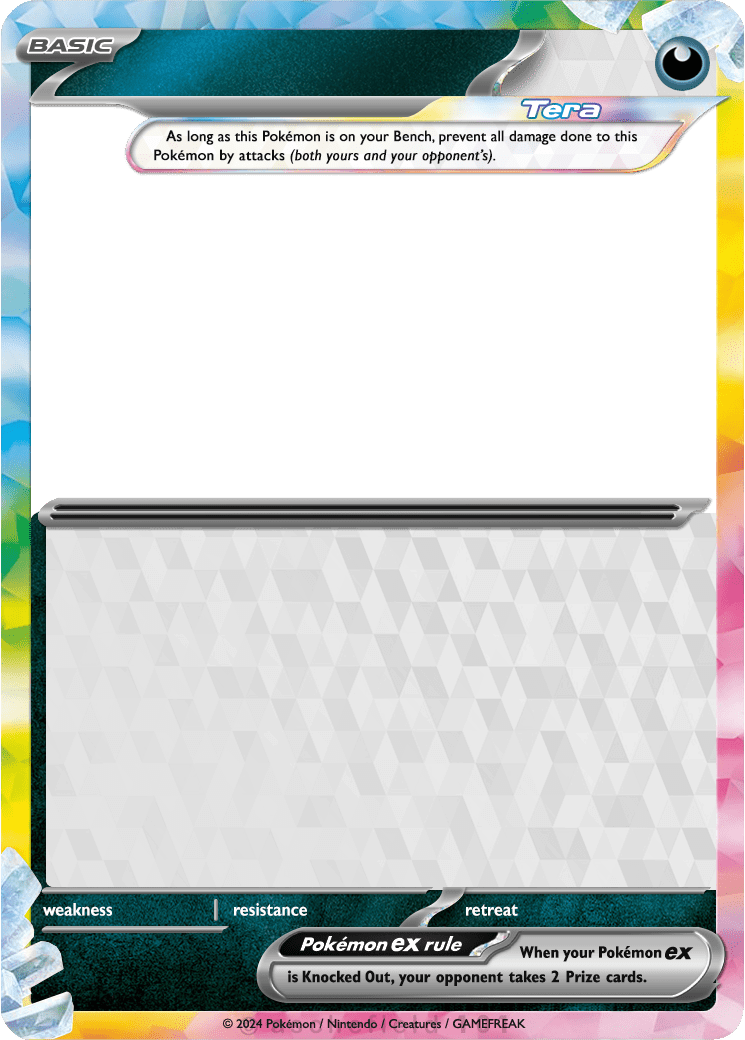 BASIC
Tera
As long as this Pokémon is on your Bench, prevent all damage done to this
Pokémon by attacks (both yours and your opponent's).
weakness resistance retreat
Pokémon ex rule When your Pokémon ex
is Knocked Out, your opponent takes 2 Prize cards.
© 2024 Pokémon / Nintendo / Creatures / GAMEFREAK